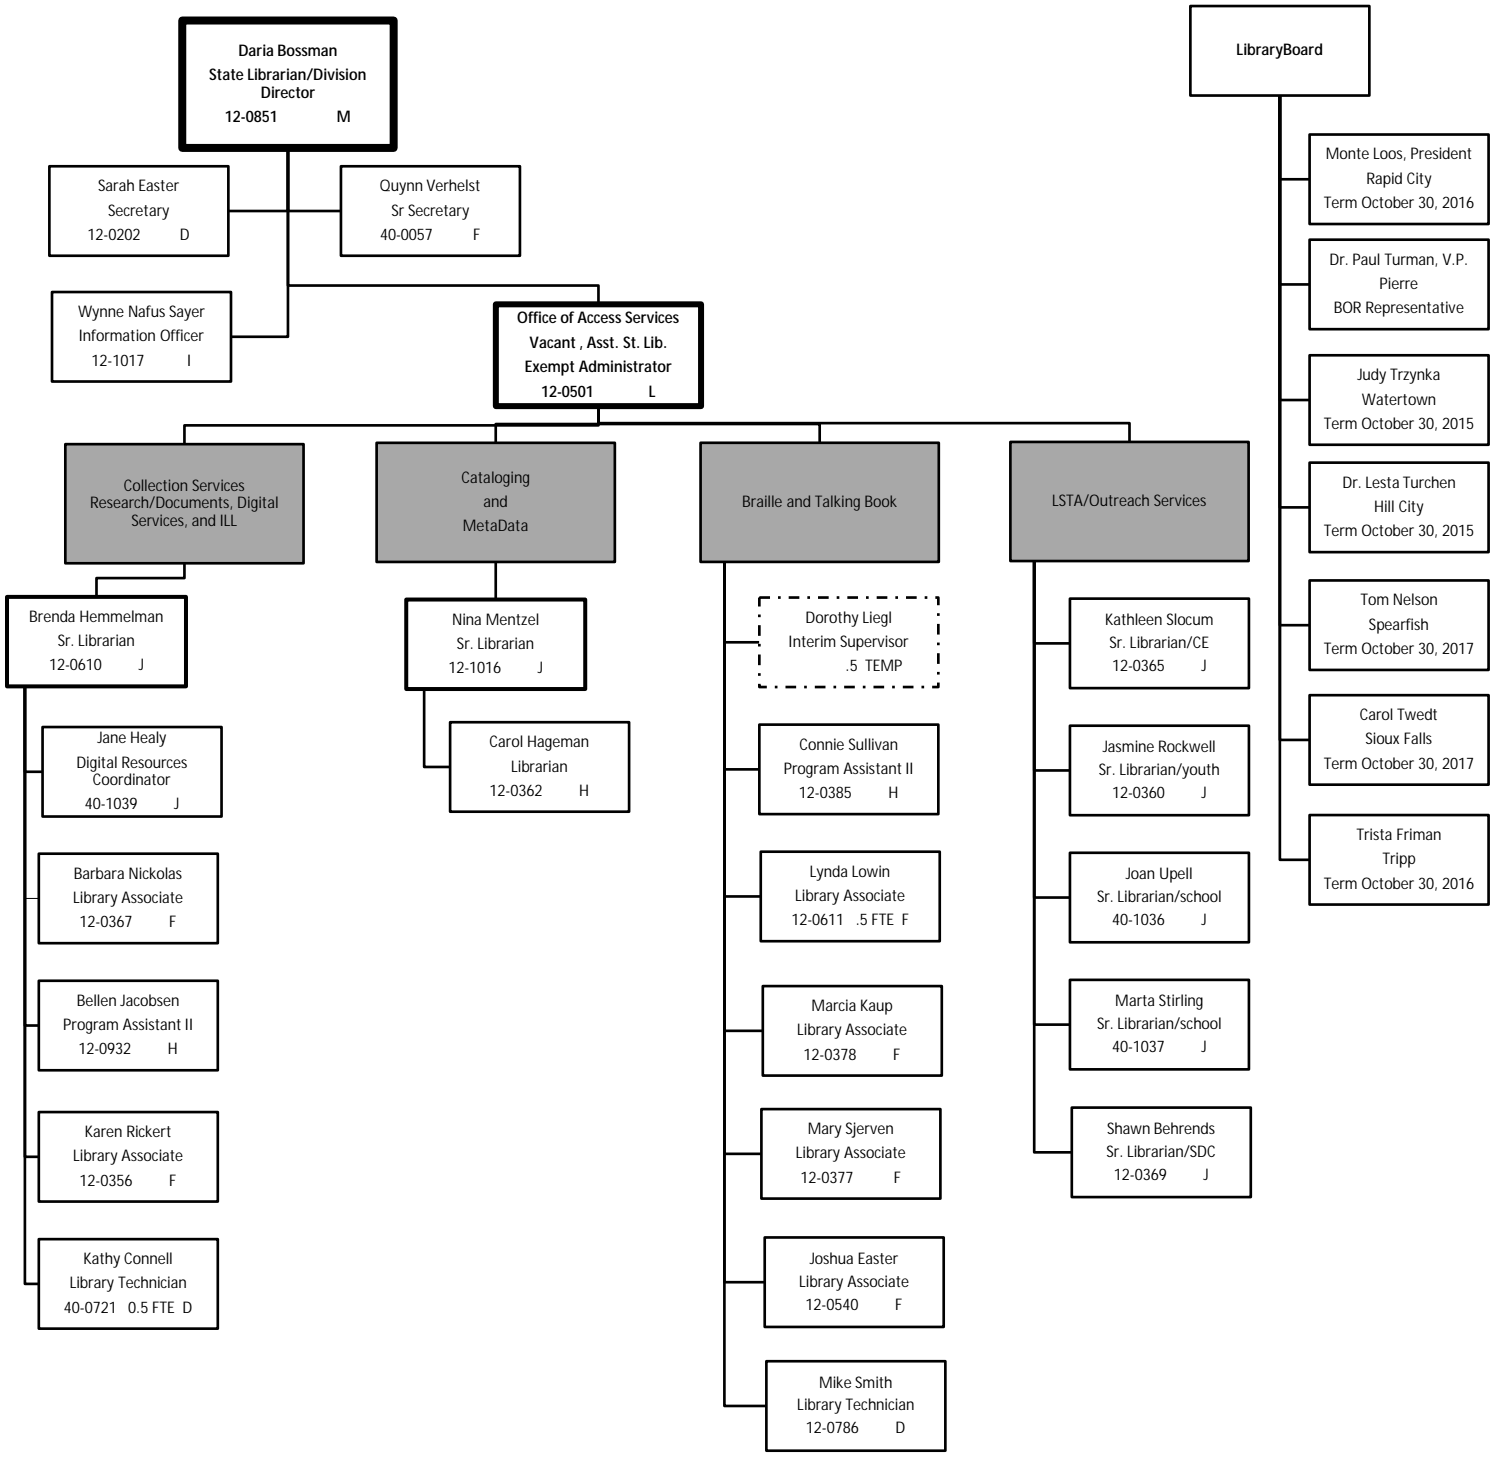 Daria Bossman
State Librarian/Division
Director
12-0851 M
LibraryBoard
Sarah Easter
Secretary
12-0202 D
Quynn Verhelst
Sr Secretary
40-0057 F
Wynne Nafus Sayer
Information Officer
12-1017 I
Office of Access Services
Vacant , Asst. St. Lib.
Exempt Administrator
12-0501 L
Collection Services
Research/Documents, Digital
Services, and ILL
Brenda Hemmelman
Sr. Librarian
12-0610 J
Jane Healy
Digital Resources
Coordinator
40-1039 J
Barbara Nickolas
Library Associate
12-0367 F
Bellen Jacobsen
Program Assistant II
12-0932 H
Karen Rickert
Library Associate
12-0356 F
Kathy Connell
Library Technician
40-0721 0.5 FTE D
Cataloging
and
MetaData
Nina Mentzel
Sr. Librarian
12-1016 J
Carol Hageman
Librarian
12-0362 H
Braille and Talking Book
Dorothy Liegl
Interim Supervisor
.5 TEMP
Connie Sullivan
Program Assistant II
12-0385 H
Lynda Lowin
Library Associate
12-0611 .5 FTE F
Marcia Kaup
Library Associate
12-0378 F
Mary Sjerven
Library Associate
12-0377 F
Joshua Easter
Library Associate
12-0540 F
Mike Smith
Library Technician
12-0786 D
LSTA/Outreach Services
Kathleen Slocum
Sr. Librarian/CE
12-0365 J
Jasmine Rockwell
Sr. Librarian/youth
12-0360 J
Joan Upell
Sr. Librarian/school
40-1036 J
Marta Stirling
Sr. Librarian/school
40-1037 J
Shawn Behrends
Sr. Librarian/SDC
12-0369 J
Monte Loos, President
Rapid City
Term October 30, 2016
Dr. Paul Turman, V.P.
Pierre
BOR Representative
Judy Trzynka
Watertown
Term October 30, 2015
Dr. Lesta Turchen
Hill City
Term October 30, 2015
Tom Nelson
Spearfish
Term October 30, 2017
Carol Twedt
Sioux Falls
Term October 30, 2017
Trista Friman
Tripp
Term October 30, 2016